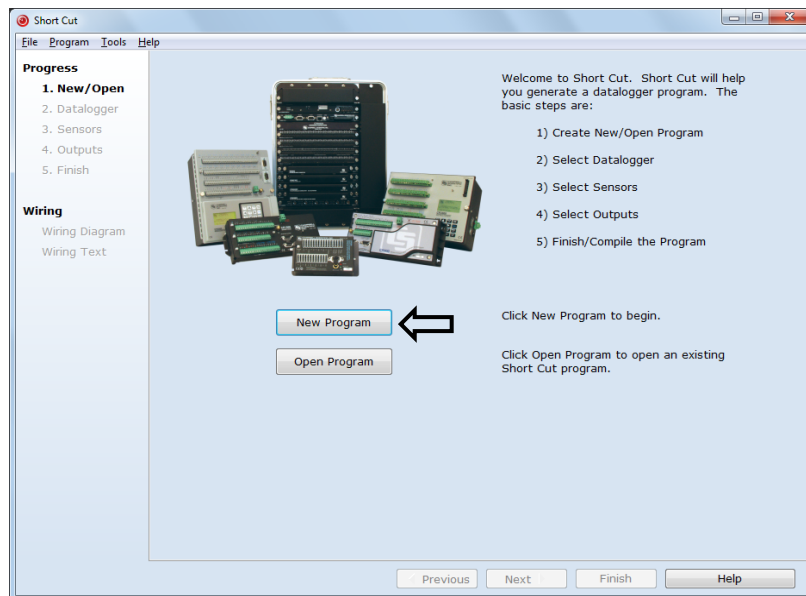 Short Cut
File Program Tools Help
Progress
1. New/Open
2. Datalogger
3. Sensors
4. Outputs
5. Finish
Wiring
Wiring Diagram
Wiring Text
Welcome to Short Cut. Short Cut will help
you generate a datalogger program. The
basic steps are:
1) Create New/Open Program
2) Select Datalogger
3) Select Sensors
4) Select Outputs
5) Finish/Compile the Program
New Program
Click New Program to begin.
Open Program
Click Open Program to open an existing
Short Cut program.
Previous Next Finish Help